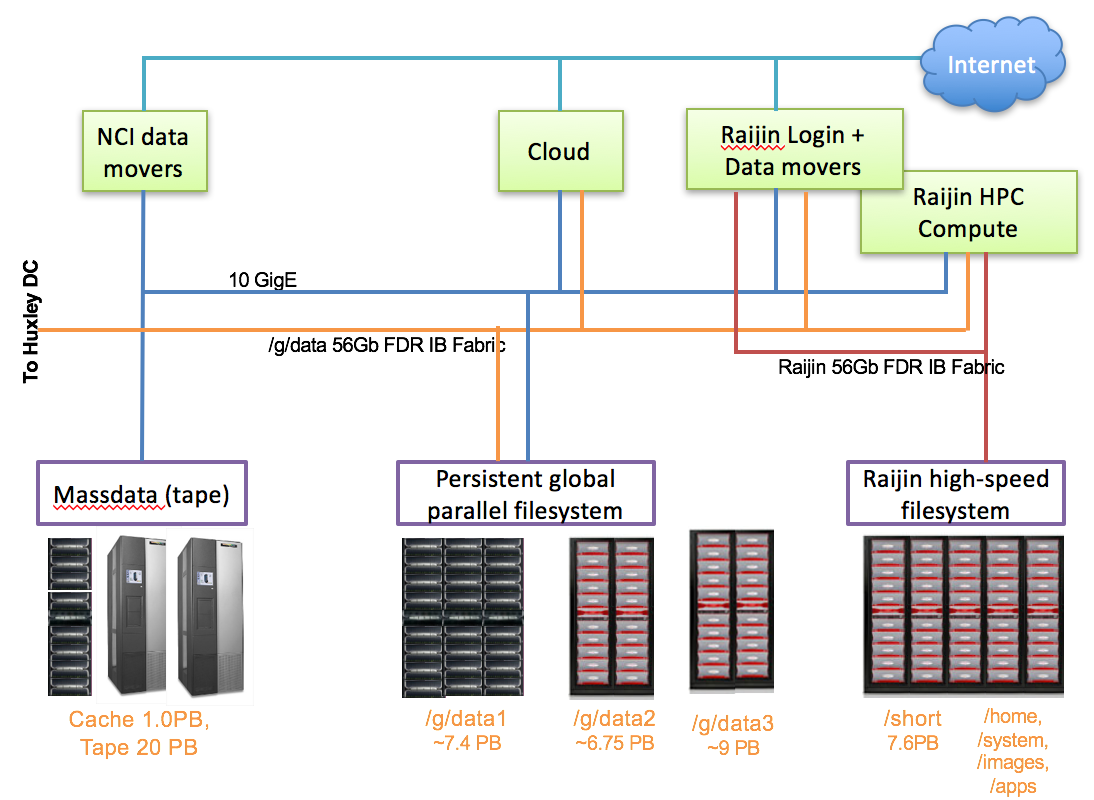 Internet
NCI data
movers
Cloud
Raijin Login +
Data movers
Raijin HPC
Compute
To Huxley DC
10 GigE
/g/data 56Gb FDR IB Fabric
Raijin 56Gb FDR IB Fabric
Massdata (tape)
Persistent global
parallel filesystem
Raijin high-speed
filesystem
Cache 1.0PB,
Tape 20 PB
/g/data1
~7.4 PB
/g/data2
~6.75 PB
/g/data3
~9 PB
/short
7.6PB
/home,
/system,
/images,
/apps